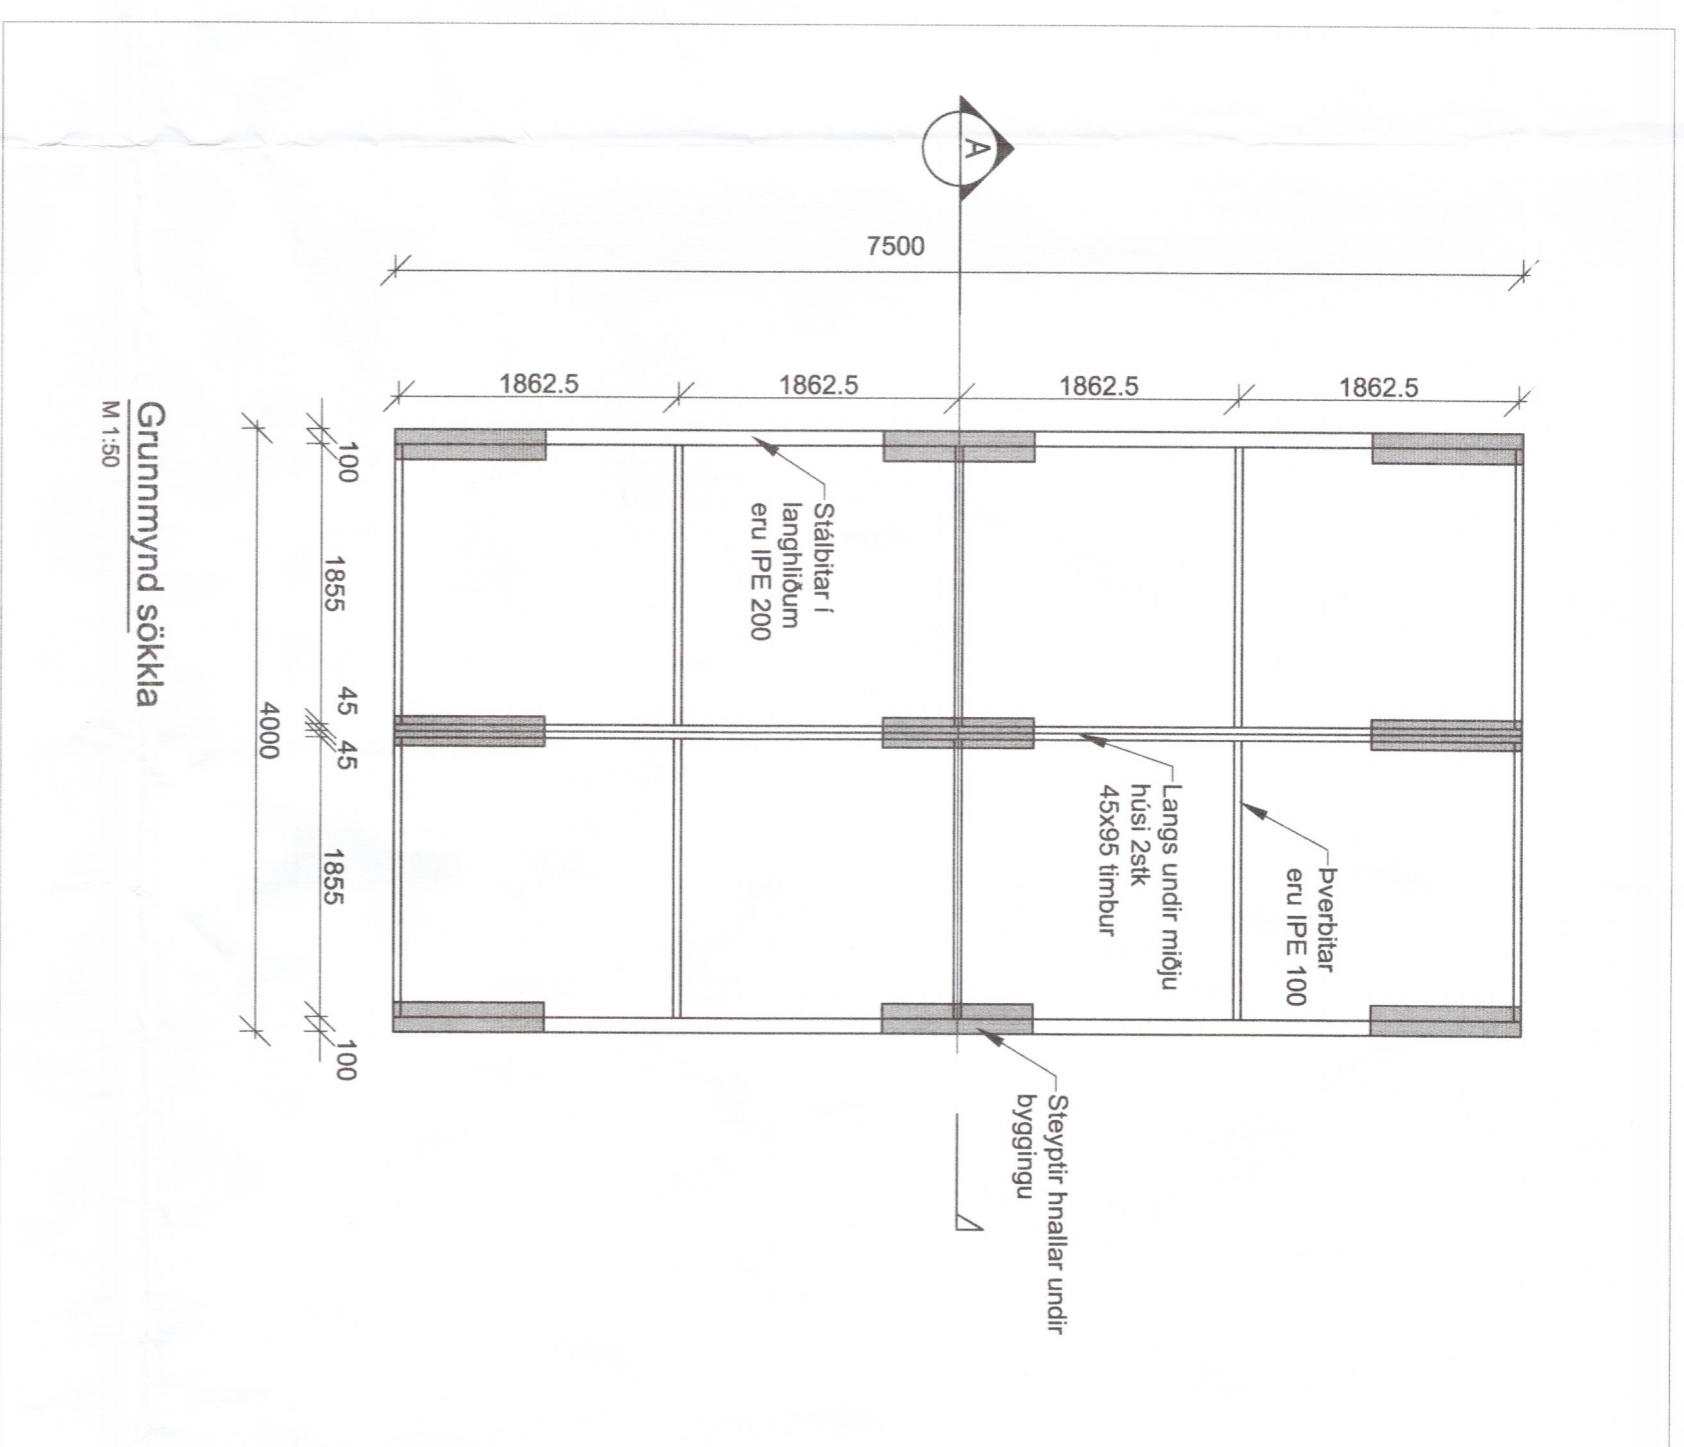 A
7500
1862.5
1862.5
1862.5
1862.5
Stálbitar í
langhliðum
eru IPE 200
Langs undir miðju
húsi 2stk
45x95 timbur
Þverbitar
eru IPE 100
Steyptir hnallar undir
byggingu
100
1855
45
45
1855
100
4000
Grunnmynd sökkla
M 1:50